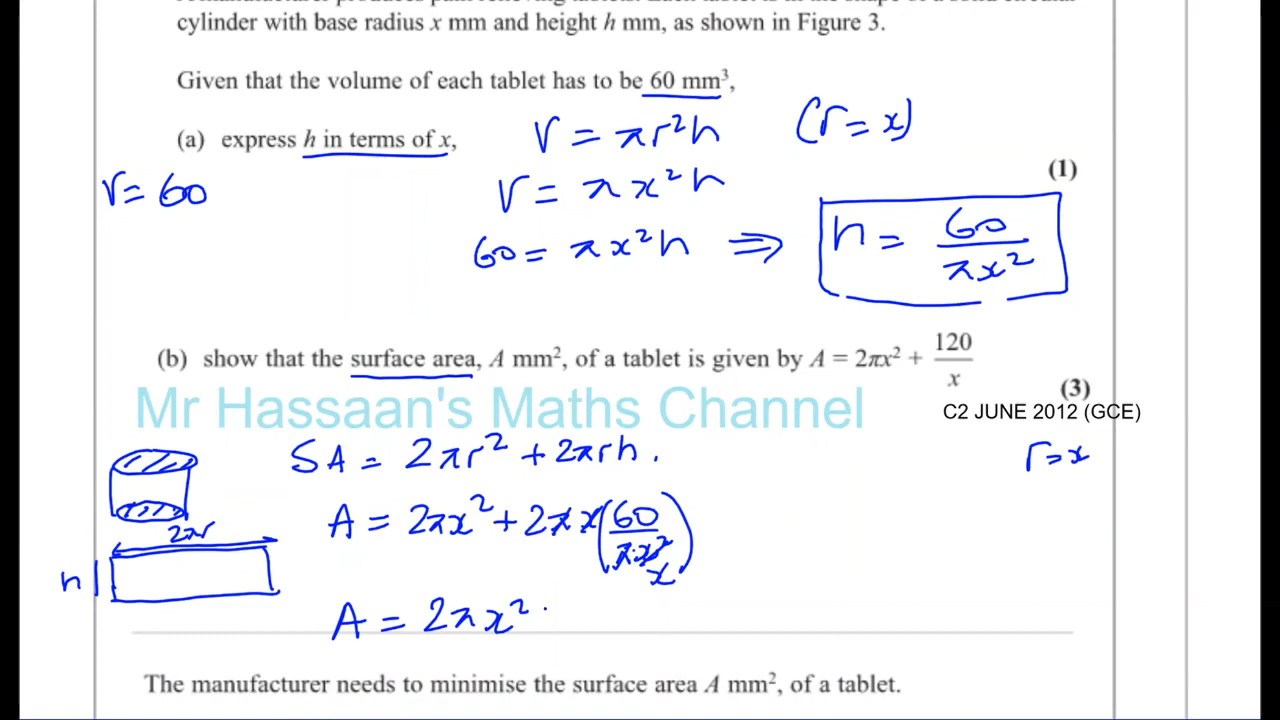 cylinder with base radius x mm and height h mm, as shown in Figure 3.
Given that the volume of each tablet has to be 60 mm³,
(a) express h in terms of x,
V = πr²h (r = x)
(1)
V = 60
V = πx²h
60 = πx²h ⇒ h = 60/πx²
(b) show that the surface area, A mm², of a tablet is given by A = 2πx² + 120/x
(3)
Mr Hassaan's Maths Channel
C2 JUNE 2012 (GCE)
SA = 2πr² + 2πrh.
r = x
A = 2πx² + 2πx(60/πx²)
x
2πr
h
A = 2πx²
The manufacturer needs to minimise the surface area A mm², of a tablet.